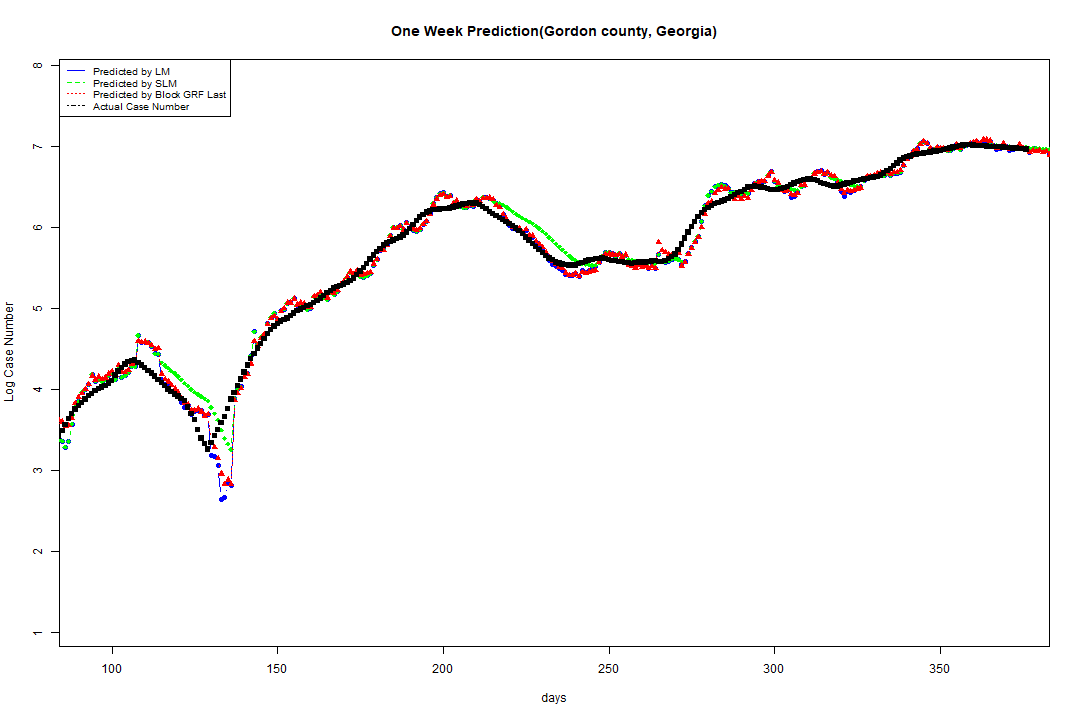 One Week Prediction(Gordon county, Georgia)
Predicted by LM
Predicted by SLM
Predicted by Block GRF Last
Actual Case Number
8
7
6
5
4
3
2
1
Log Case Number
100 150 200 250 300 350
days